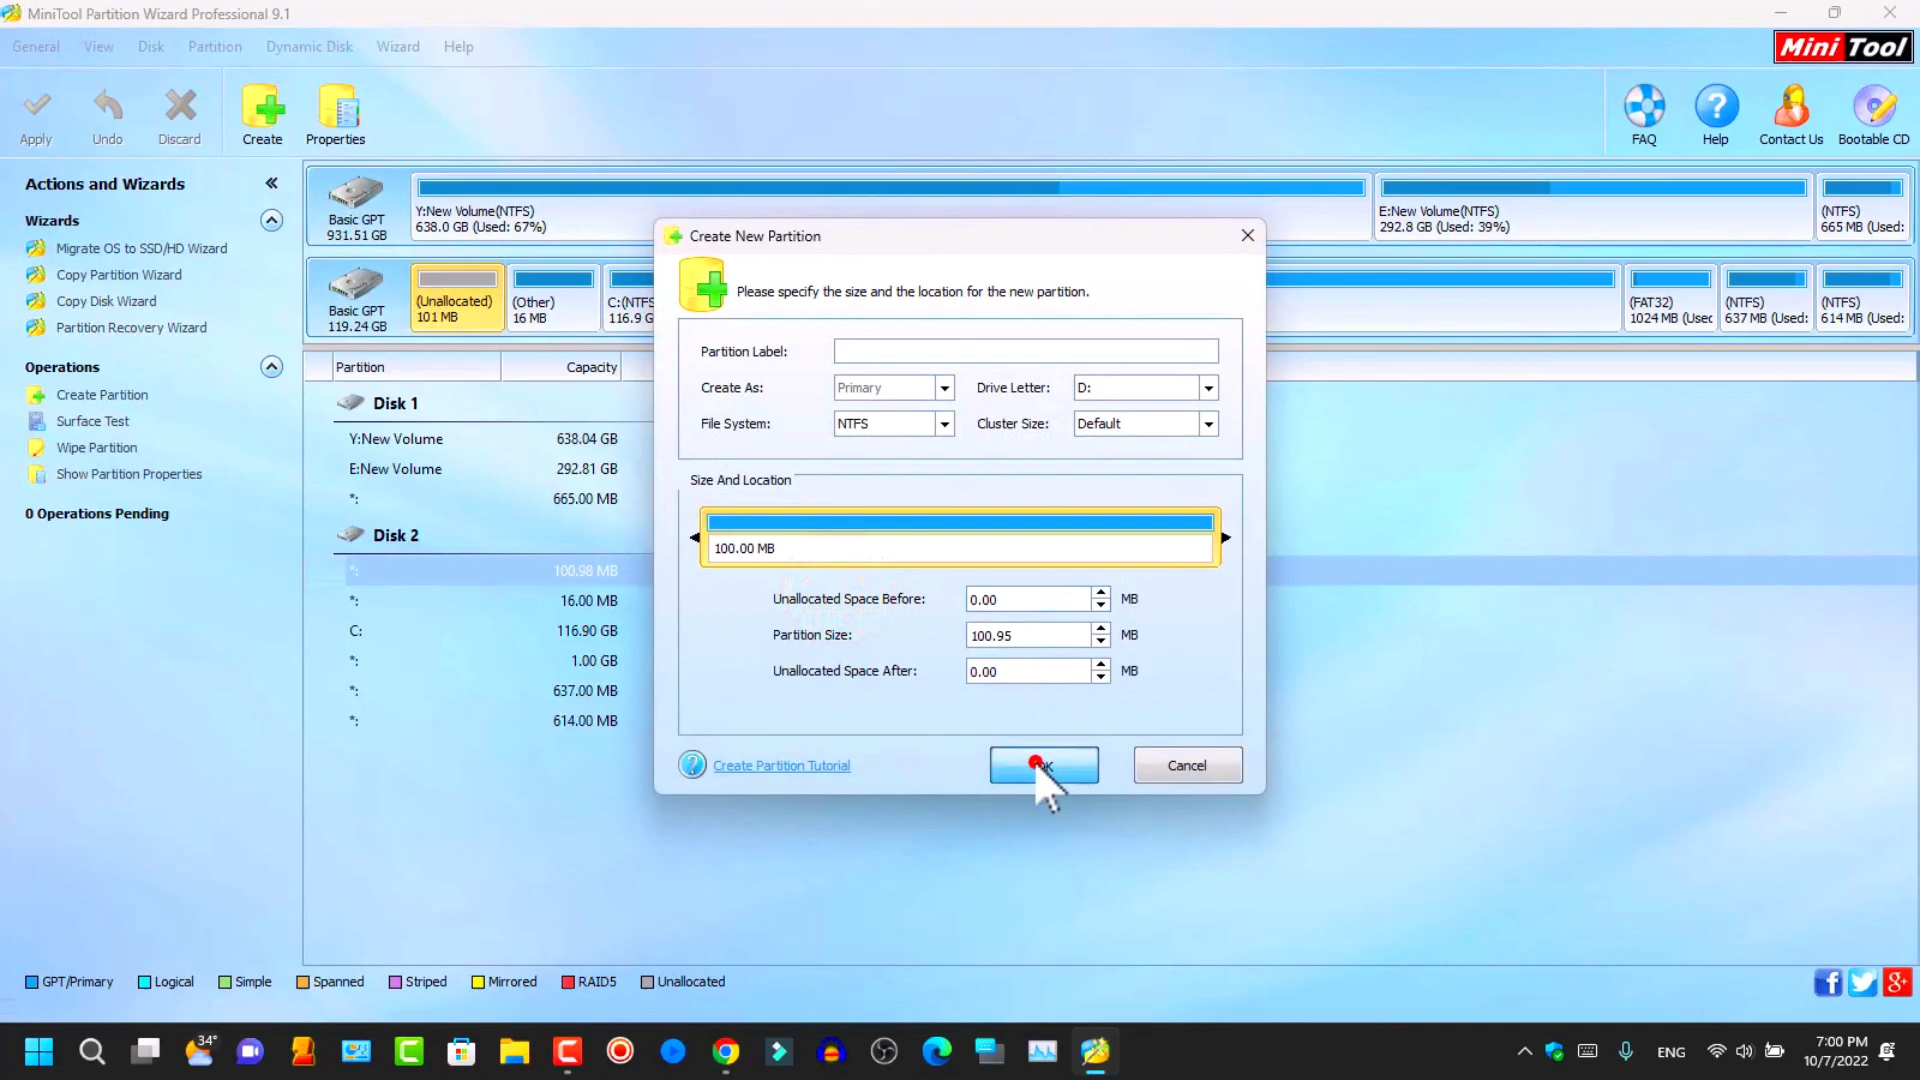 MiniTool Partition Wizard Professional 9.1
General View Disk Partition Dynamic Disk Wizard Help
Mini Tool
Apply Undo Discard Create Properties
FAQ Help Contact Us Bootable CD
Actions and Wizards
Wizards
Migrate OS to SSD/HD Wizard
Copy Partition Wizard
Copy Disk Wizard
Partition Recovery Wizard
Operations
Create Partition
Surface Test
Wipe Partition
Show Partition Properties
0 Operations Pending
Basic GPT
931.51 GB
Y:New Volume(NTFS)
638.0 GB (Used: 67%)
E:New Volume(NTFS)
292.8 GB (Used: 39%)
(NTFS)
665 MB (Used:
Basic GPT
119.24 GB
(Unallocated)
101 MB
(Other)
16 MB
C:(NTFS
116.9 G
(FAT32)
1024 MB (Used
(NTFS)
637 MB (Used:
(NTFS)
614 MB (Used:
Partition Capacity
Disk 1
Y:New Volume 638.04 GB
E:New Volume 292.81 GB
*: 665.00 MB
Disk 2
*: 100.98 MB
*: 16.00 MB
C: 116.90 GB
*: 1.00 GB
*: 637.00 MB
*: 614.00 MB
Create New Partition
Please specify the size and the location for the new partition.
Partition Label:
Create As: Primary Drive Letter: D:
File System: NTFS Cluster Size: Default
Size And Location
100.00 MB
Unallocated Space Before: 0.00 MB
Partition Size: 100.95 MB
Unallocated Space After: 0.00 MB
Create Partition Tutorial
Cancel
GPT/Primary Logical Simple Spanned Striped Mirrored RAID5 Unallocated
34°
ENG
7:00 PM
10/7/2022